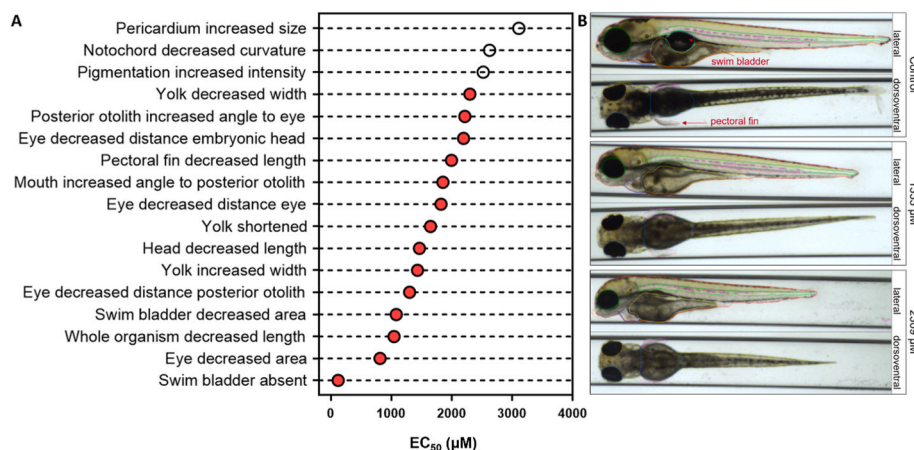 A
Pericardium increased size
Notochord decreased curvature
Pigmentation increased intensity
Yolk decreased width
Posterior otolith increased angle to eye
Eye decreased distance embryonic head
Pectoral fin decreased length
Mouth increased angle to posterior otolith
Eye decreased distance eye
Yolk shortened
Head decreased length
Yolk increased width
Eye decreased distance posterior otolith
Swim bladder decreased area
Whole organism decreased length
Eye decreased area
Swim bladder absent
0 1000 2000 3000 4000
EC50 (µM)
B
swim bladder
pectoral fin
lateral
dorsoventral
Control
lateral
dorsoventral
lateral
dorsoventral